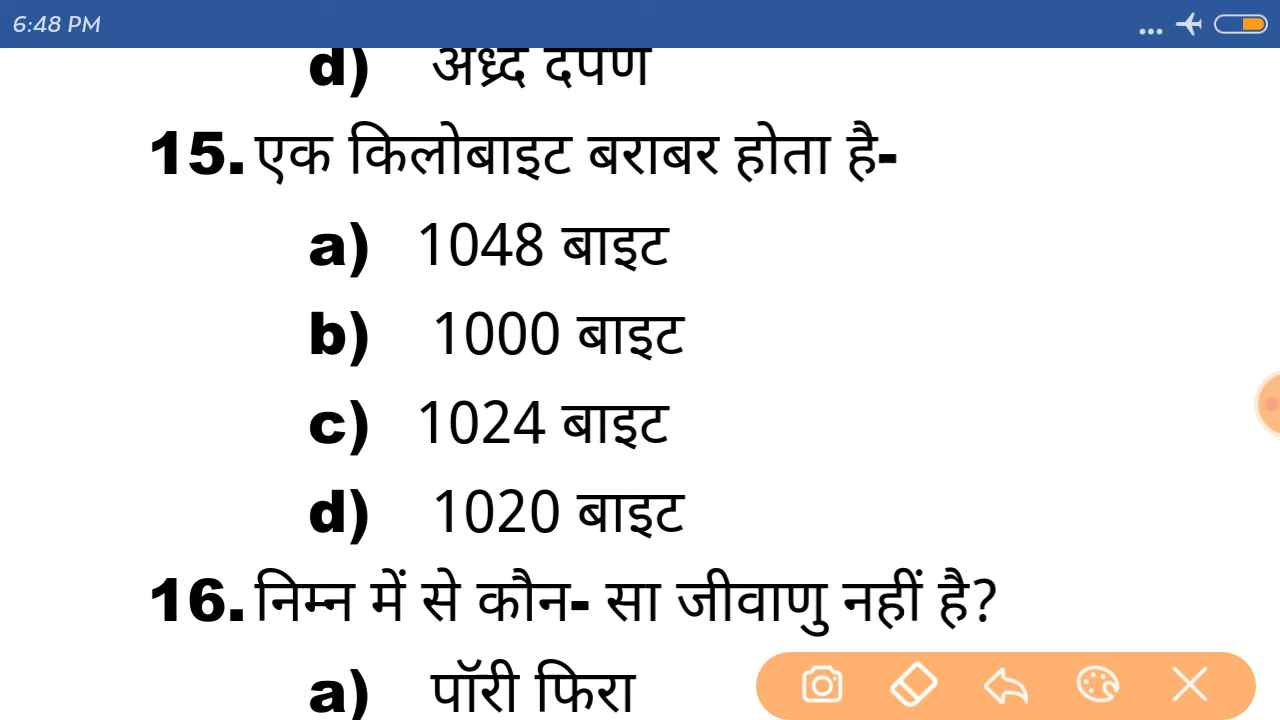 6:48 PM
d) अर्ध्द दर्पण
15. एक किलोबाइट बराबर होता है-
a) 1048 बाइट
b) 1000 बाइट
c) 1024 बाइट
d) 1020 बाइट
16. निम्न में से कौन- सा जीवाणु नहीं है?
a) पॉरी फिरा